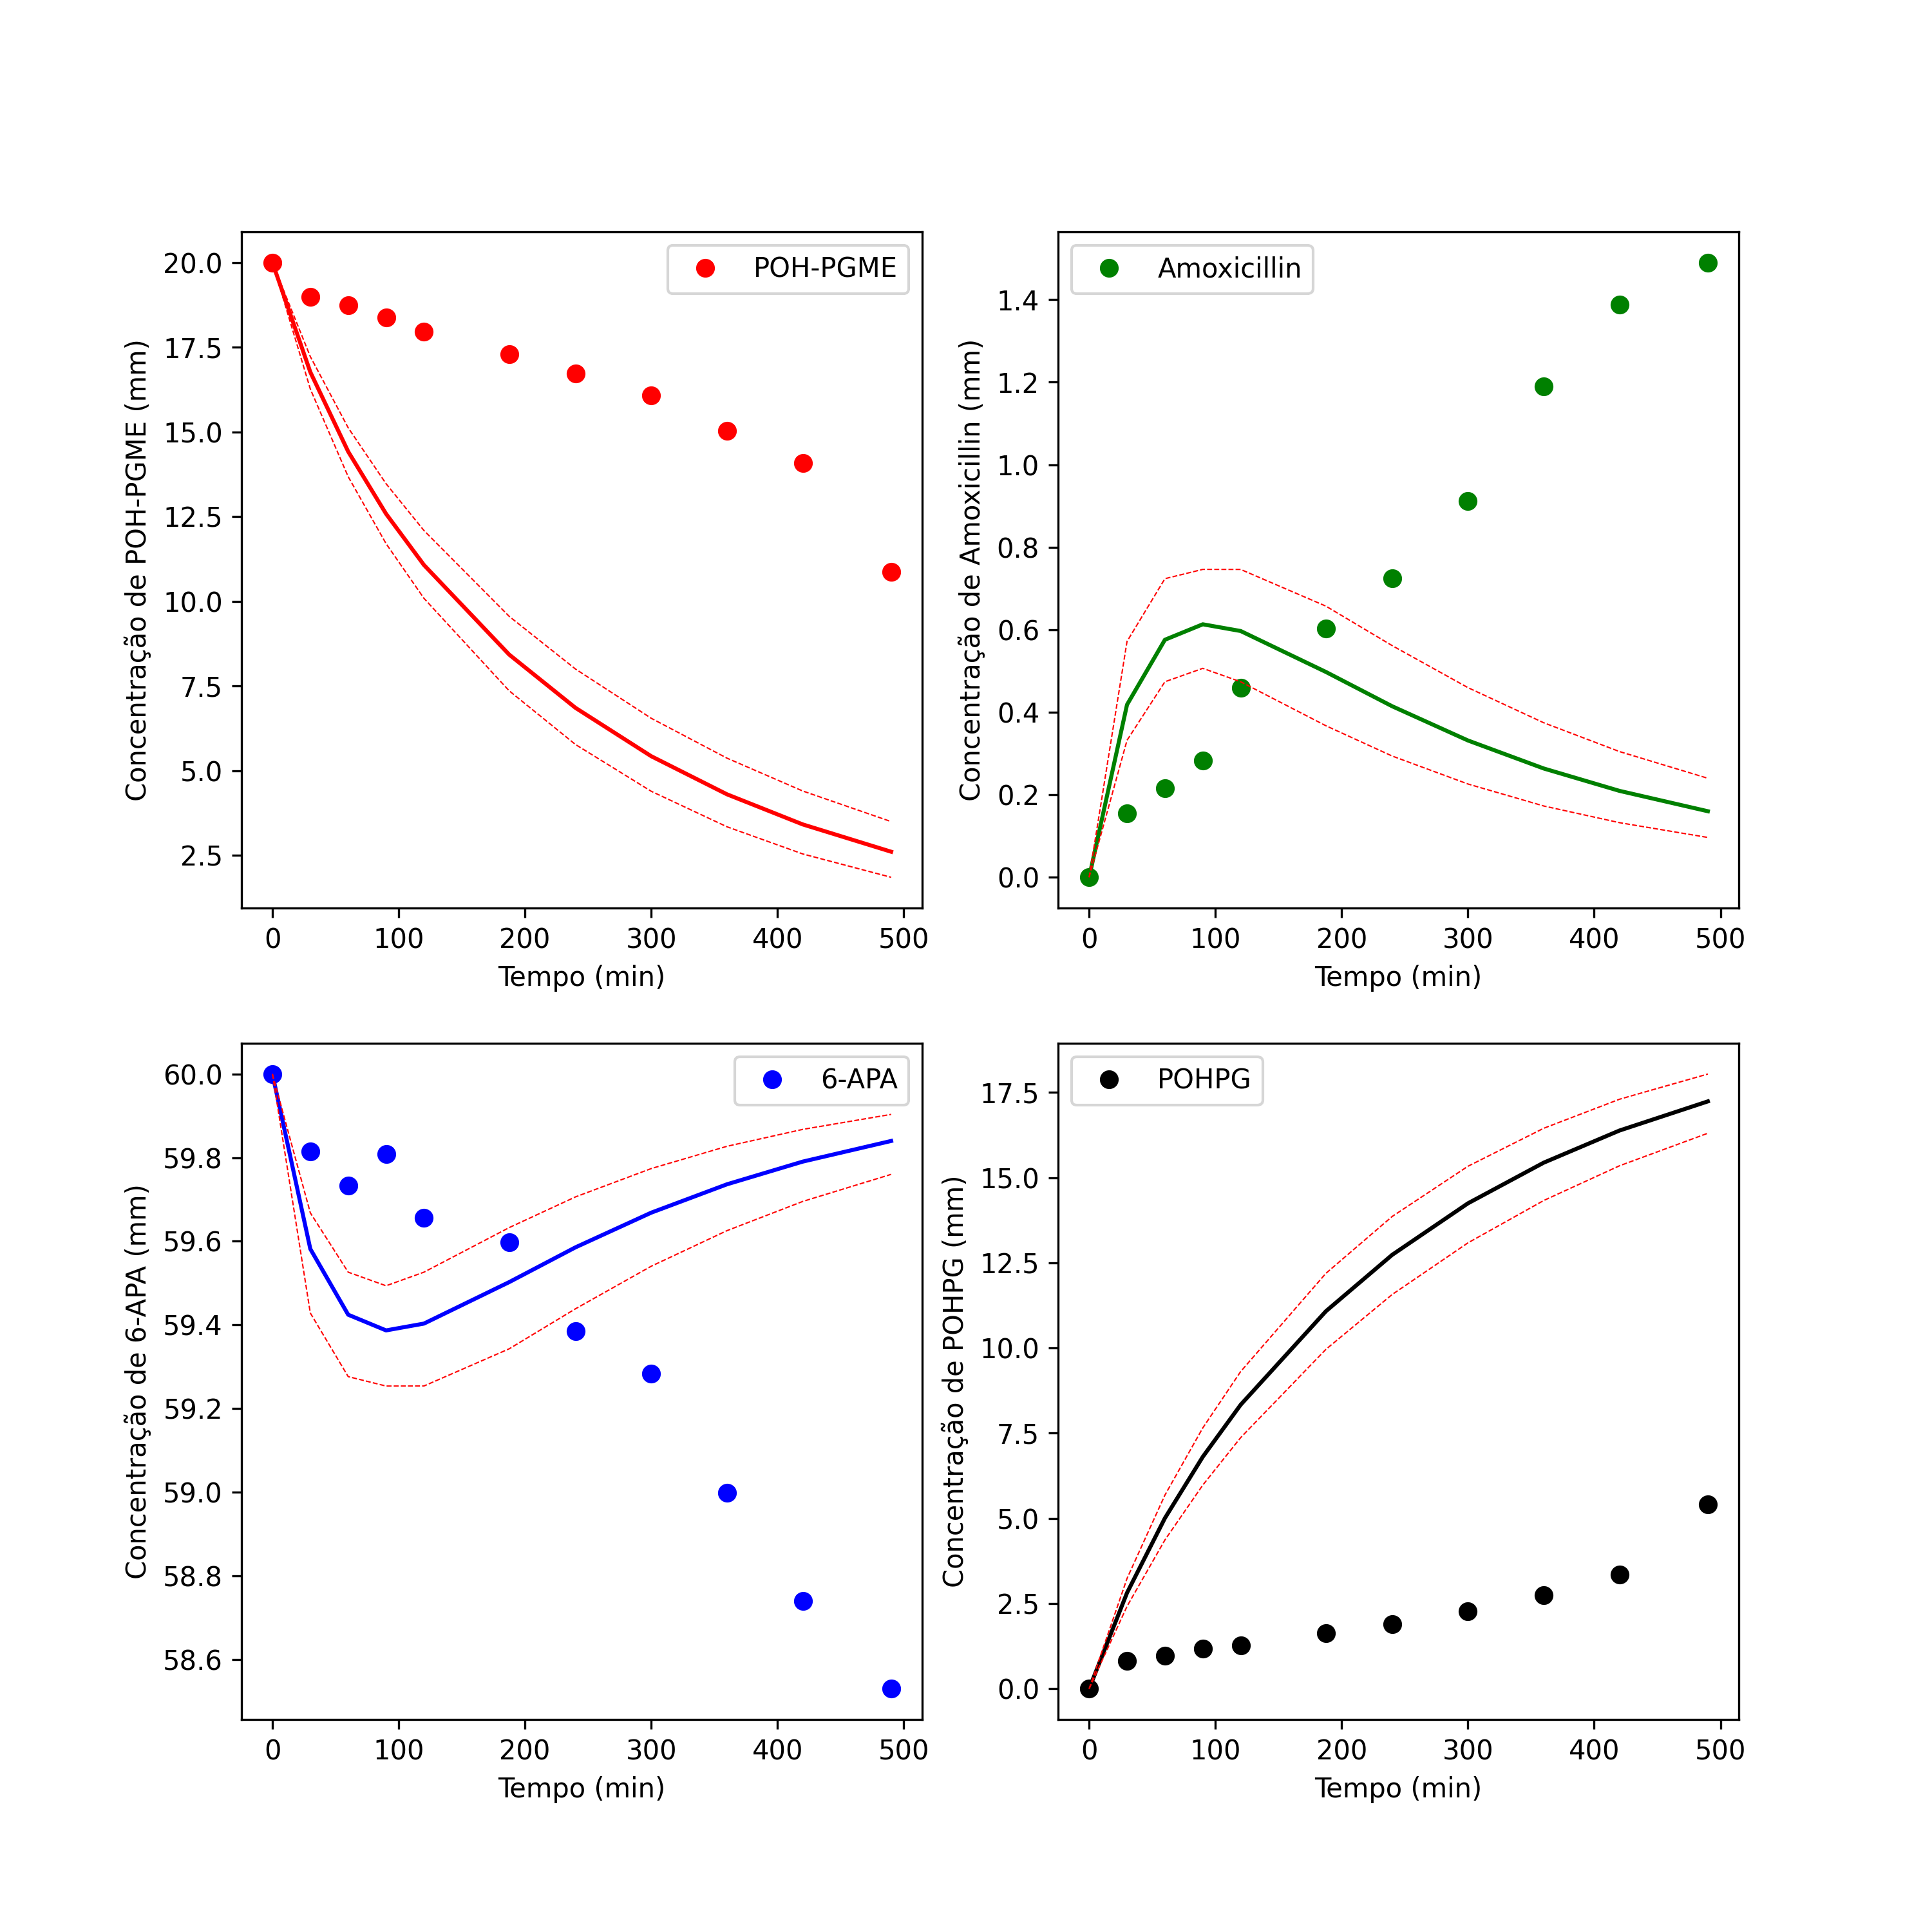 POH-PGME
Concentração de POH-PGME (mm)
20.0
17.5
15.0
12.5
10.0
7.5
5.0
2.5
0 100 200 300 400 500
Tempo (min)
Amoxicillin
Concentração de Amoxicillin (mm)
1.4
1.2
1.0
0.8
0.6
0.4
0.2
0.0
0 100 200 300 400 500
Tempo (min)
6-APA
Concentração de 6-APA (mm)
60.0
59.8
59.6
59.4
59.2
59.0
58.8
58.6
0 100 200 300 400 500
Tempo (min)
POHPG
Concentração de POHPG (mm)
17.5
15.0
12.5
10.0
7.5
5.0
2.5
0.0
0 100 200 300 400 500
Tempo (min)